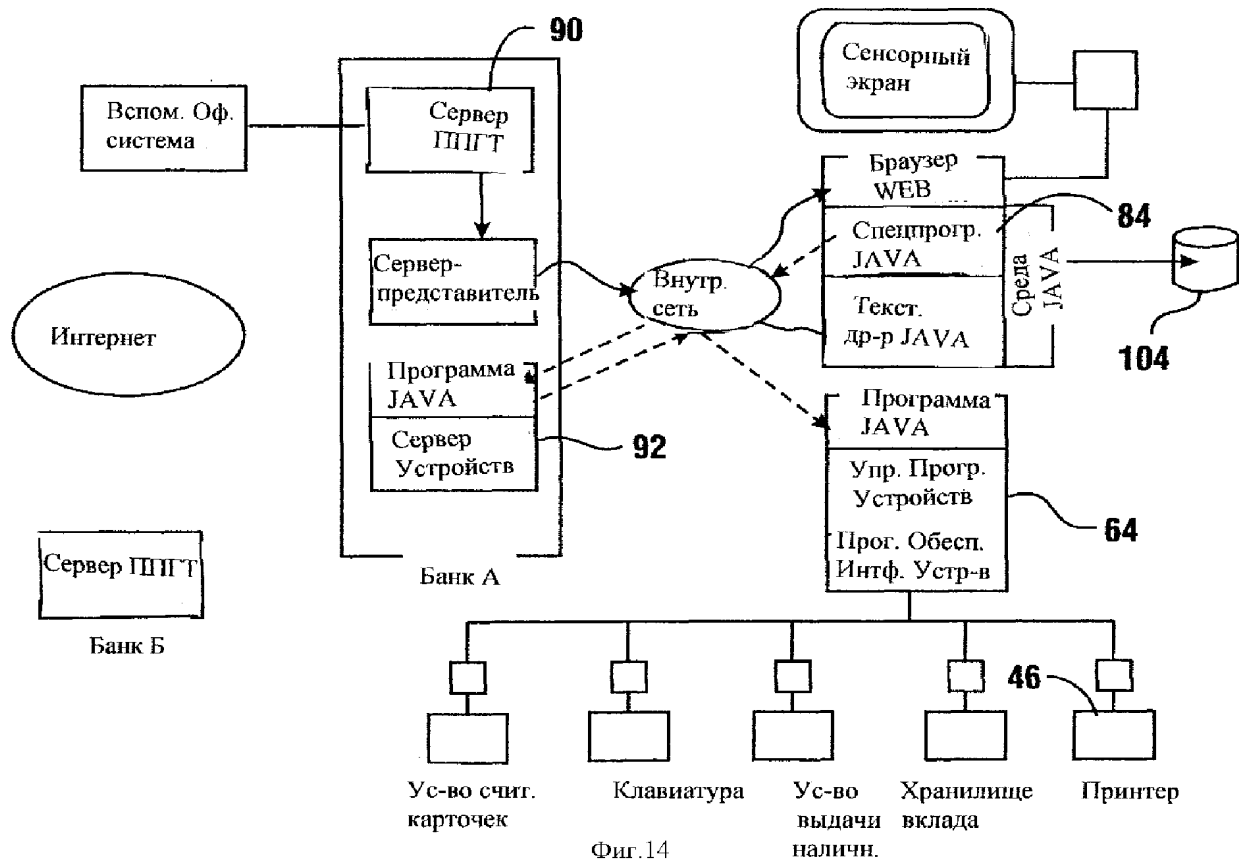 90
Вспом. Оф.
система
Сервер
ППГТ
Сенсорный
экран
Браузер
WEB
84
Спецпрогр.
JAVA
Среда
JAVA
104
Сервер-
представитель
Внутр.
сеть
Текст.
др-р JAVA
Интернет
Программа
JAVA
92
Сервер
Устройств
Программа
JAVA
Упр. Прогр.
Устройств
64
Прог. Обесп.
Интф. Устр-в
Банк А
Сервер ППГТ
Банк Б
46
Ус-во счит.
карточек
Клавиатура
Ус-во
выдачи
наличн.
Хранилище
вклада
Принтер
Фиг.14